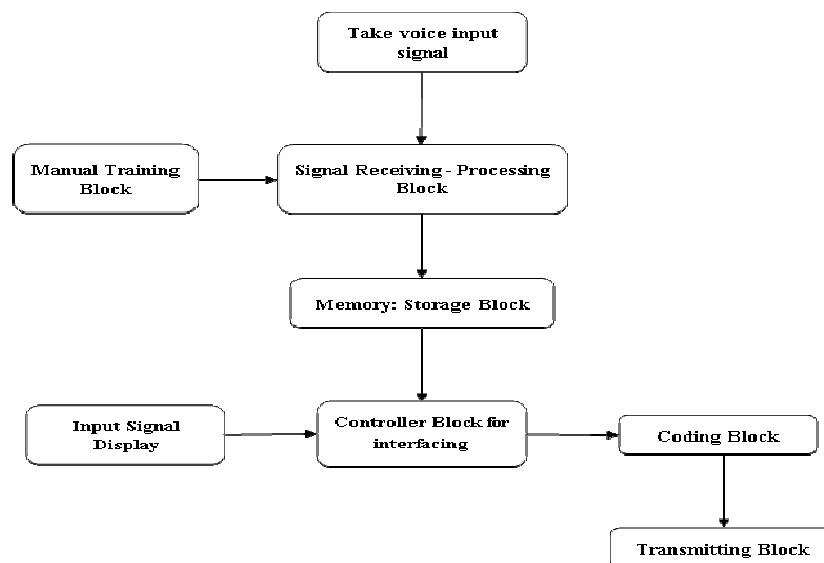 Take voice input
signal
Manual Training
Block
Signal Receiving - Processing
Block
Memory: Storage Block
Input Signal
Display
Controller Block for
interfacing
Coding Block
Transmitting Block